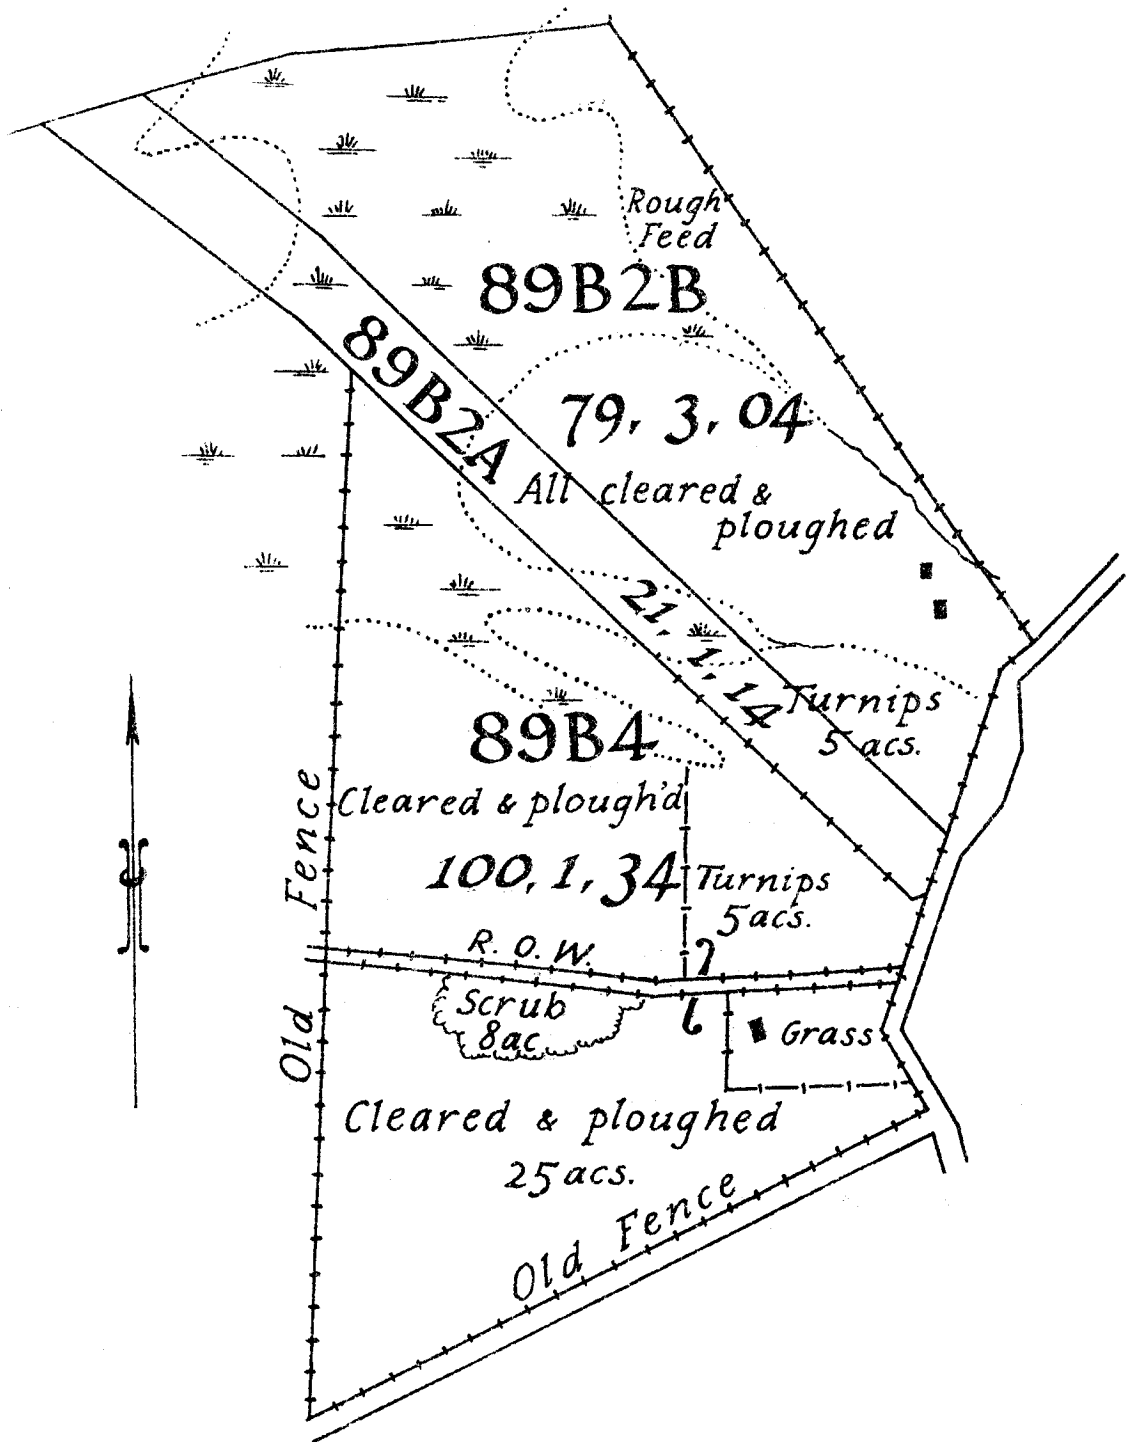 Rough
Feed
89B2B
89B2A
79, 3, 04
All cleared &
ploughed
21, 1, 14
Turnips
5 acs.
89B4
Cleared & plough'd
100, 1, 34
Turnips
5 acs.
Old Fence
R. O. W.
Scrub
8ac
Grass
Cleared & ploughed
25 acs.
Old Fence